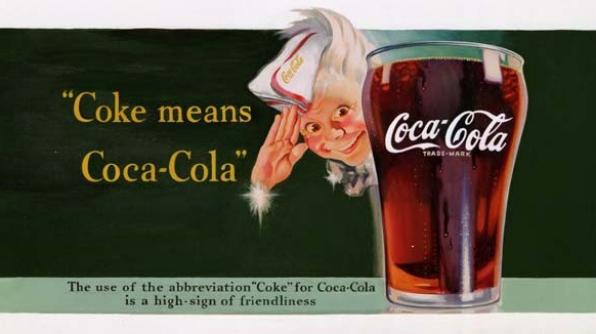 "Coke means
Coca-Cola"
Coca-Cola
Coca-Cola
TRADE-MARK
The use of the abbreviation "Coke" for Coca-Cola
is a high-sign of friendliness